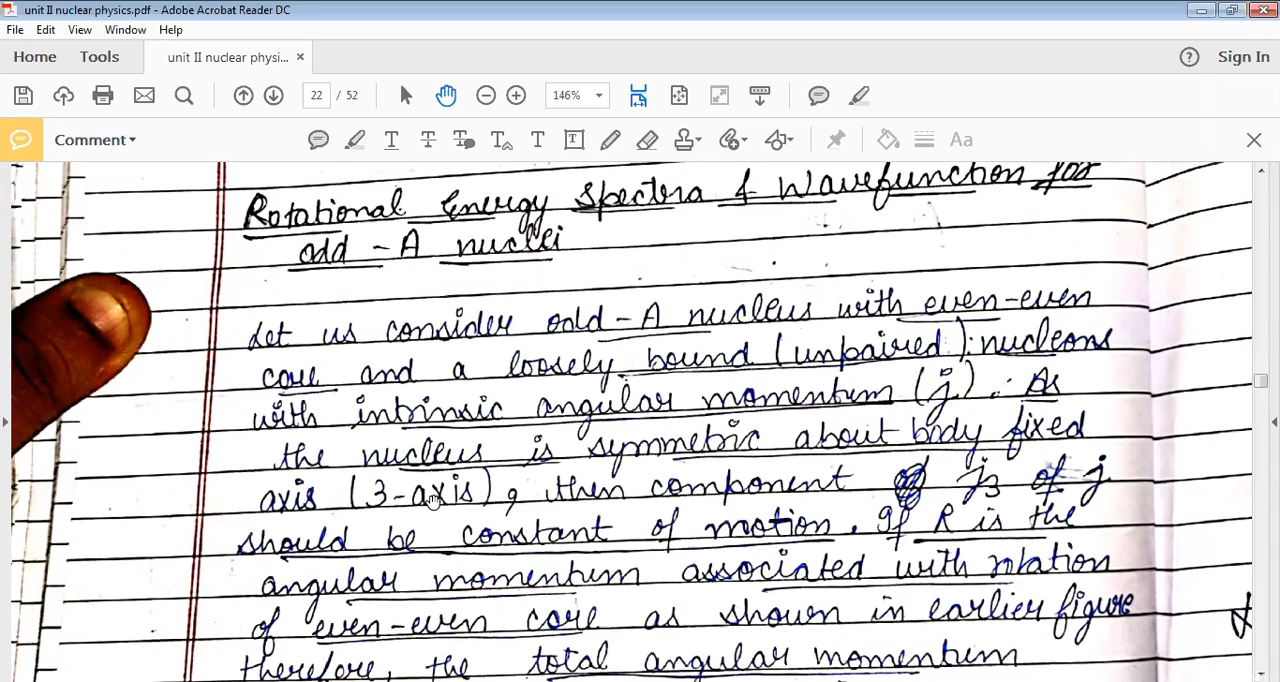 unit II nuclear physics.pdf - Adobe Acrobat Reader DC
File Edit View Window Help
Home Tools unit II nuclear physi... ×
Sign In
22 / 52 146%
Comment
Aa
Rotational Energy Spectra & Wavefunction for
odd - A nuclei
Let us consider odd - A nucleus with even-even
core and a loosely bound (unpaired) nucleons
with intrinsic angular momentum (j). As
the nucleus is symmetric about body fixed
axis (3-axis), then component j3 of j
should be constant of motion. If R is the
angular momentum associated with rotation
of even-even core as shown in earlier figure
therefore, the total angular momentum